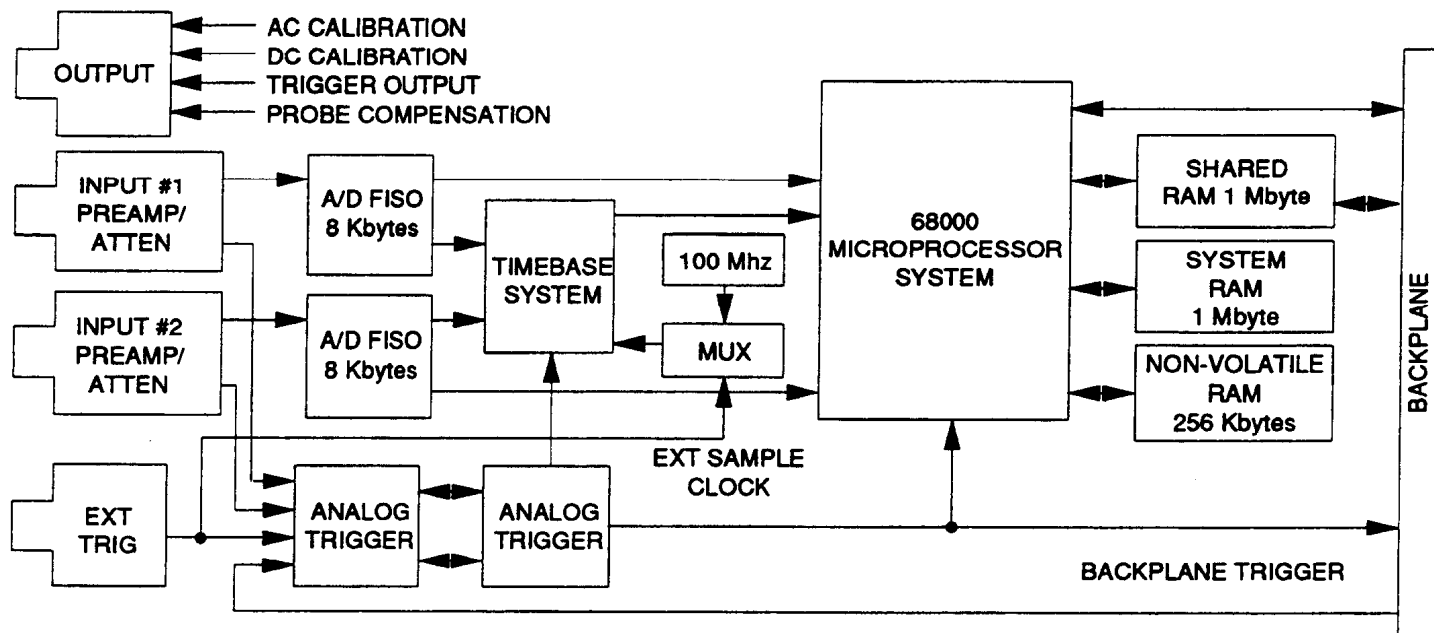 AC CALIBRATION
DC CALIBRATION
TRIGGER OUTPUT
PROBE COMPENSATION
OUTPUT
INPUT #1
PREAMP/
ATTEN
A/D FISO
8 Kbytes
INPUT #2
PREAMP/
ATTEN
A/D FISO
8 Kbytes
TIMEBASE
SYSTEM
100 Mhz
MUX
68000
MICROPROCESSOR
SYSTEM
SHARED
RAM 1 Mbyte
SYSTEM
RAM
1 Mbyte
NON-VOLATILE
RAM
256 Kbytes
BACKPLANE
EXT SAMPLE
CLOCK
EXT
TRIG
ANALOG
TRIGGER
ANALOG
TRIGGER
BACKPLANE TRIGGER